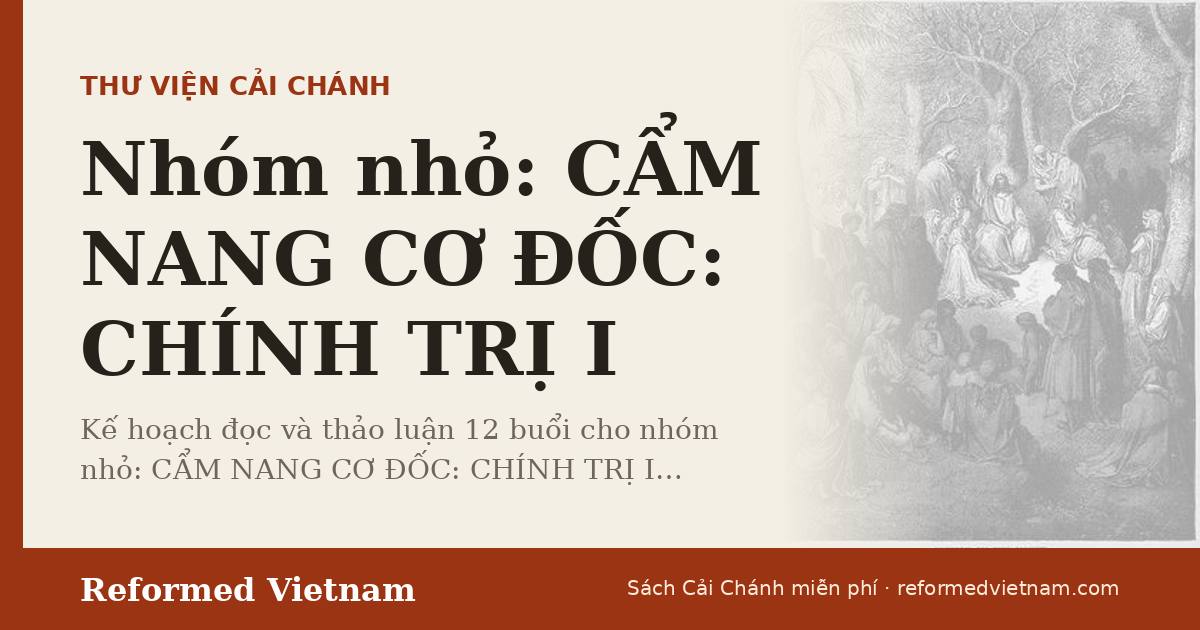 THƯ VIỆN CẢI CHÁNH
Nhóm nhỏ: CẨM
NANG CƠ ĐỐC:
CHÍNH TRỊ I
Kế hoạch đọc và thảo luận 12 buổi cho nhóm
nhỏ: CẨM NANG CƠ ĐỐC: CHÍNH TRỊ I...
Reformed Vietnam
Sách Cải Chánh miễn phí · reformedvietnam.com